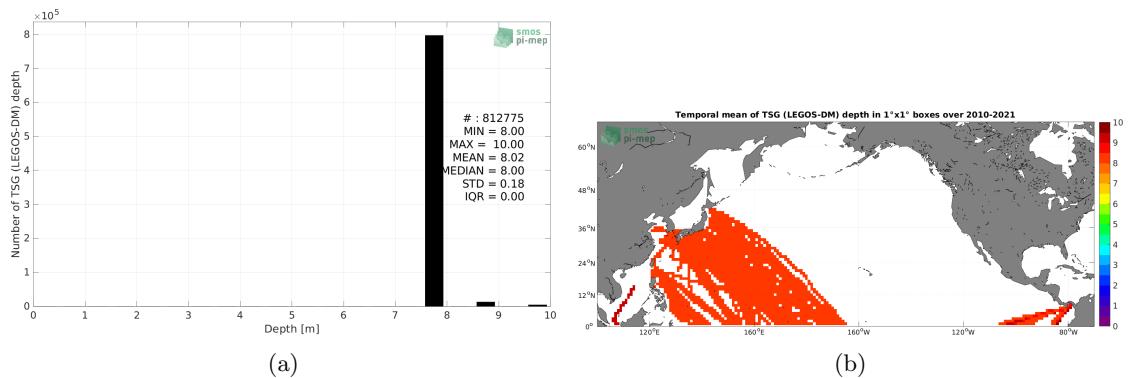 ×10⁵
smos
pi-mep
Number of TSG (LEGOS-DM) depth
8
7
6
5
4
3
2
1
0
# : 812775
MIN = 8.00
MAX = 10.00
MEAN = 8.02
MEDIAN = 8.00
STD = 0.18
IQR = 0.00
0 1 2 3 4 5 6 7 8 9 10
Depth [m]
(a)
Temporal mean of TSG (LEGOS-DM) depth in 1°x1° boxes over 2010-2021
smos
pi-mep
60°N
48°N
36°N
24°N
12°N
0°
120°E 160°E 160°W 120°W 80°W
10
9
8
7
6
5
4
3
2
1
0
(b)